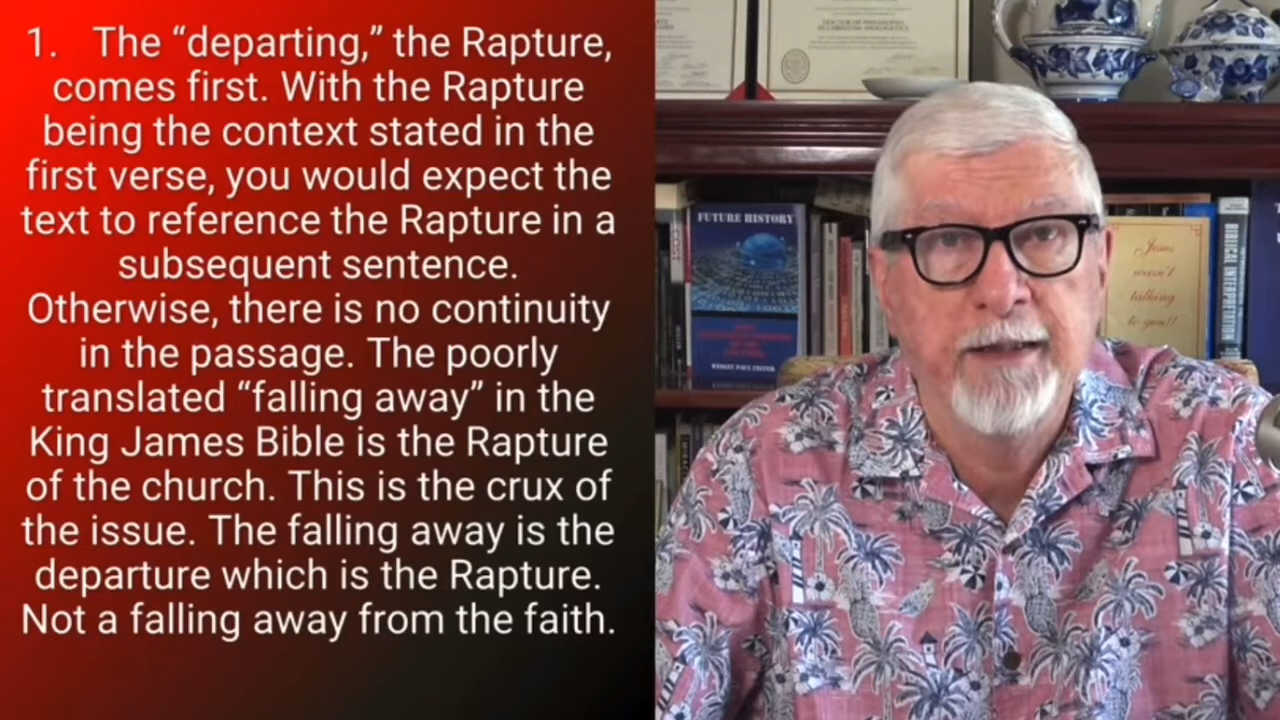 1. The “departing,” the Rapture,
comes first. With the Rapture
being the context stated in the
first verse, you would expect the
text to reference the Rapture in a
subsequent sentence.
Otherwise, there is no continuity
in the passage. The poorly
translated “falling away” in the
King James Bible is the Rapture
of the church. This is the crux of
the issue. The falling away is the
departure which is the Rapture.
Not a falling away from the faith.
DOCTOR OF PHILOSOPHY
FUTURE HISTORY
Jesus
wasn't
talking
to you!!
BIBLICAL INTERPRETATION